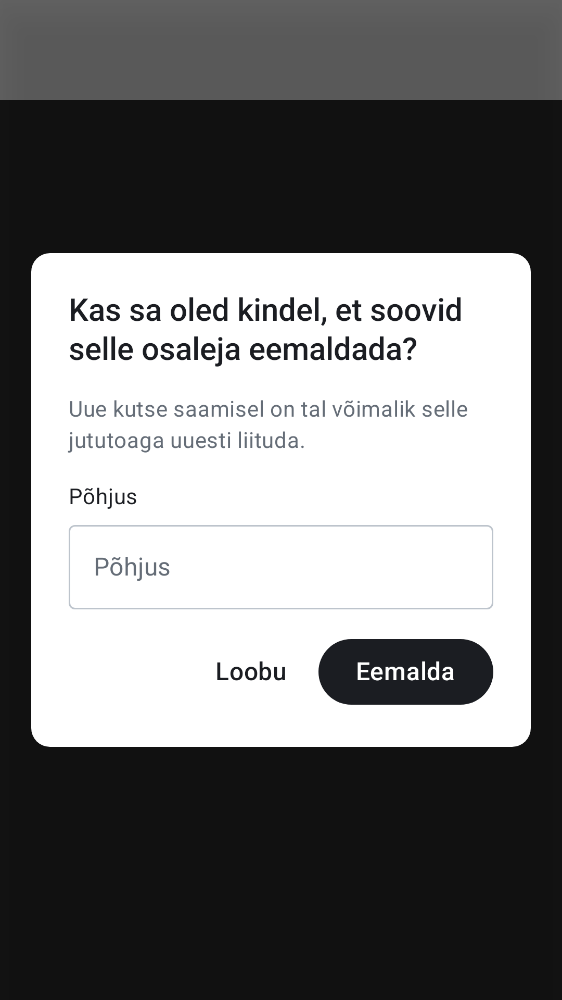 Kas sa oled kindel, et soovid
selle osaleja eemaldada?
Uue kutse saamisel on tal võimalik selle
jututoaga uuesti liituda.
Põhjus
Põhjus
Loobu
Eemalda